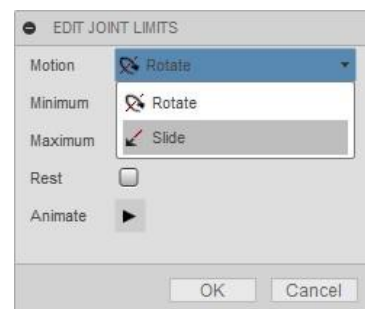 EDIT JOINT LIMITS
Motion Rotate
Minimum Rotate
Maximum Slide
Rest
Animate
OK Cancel